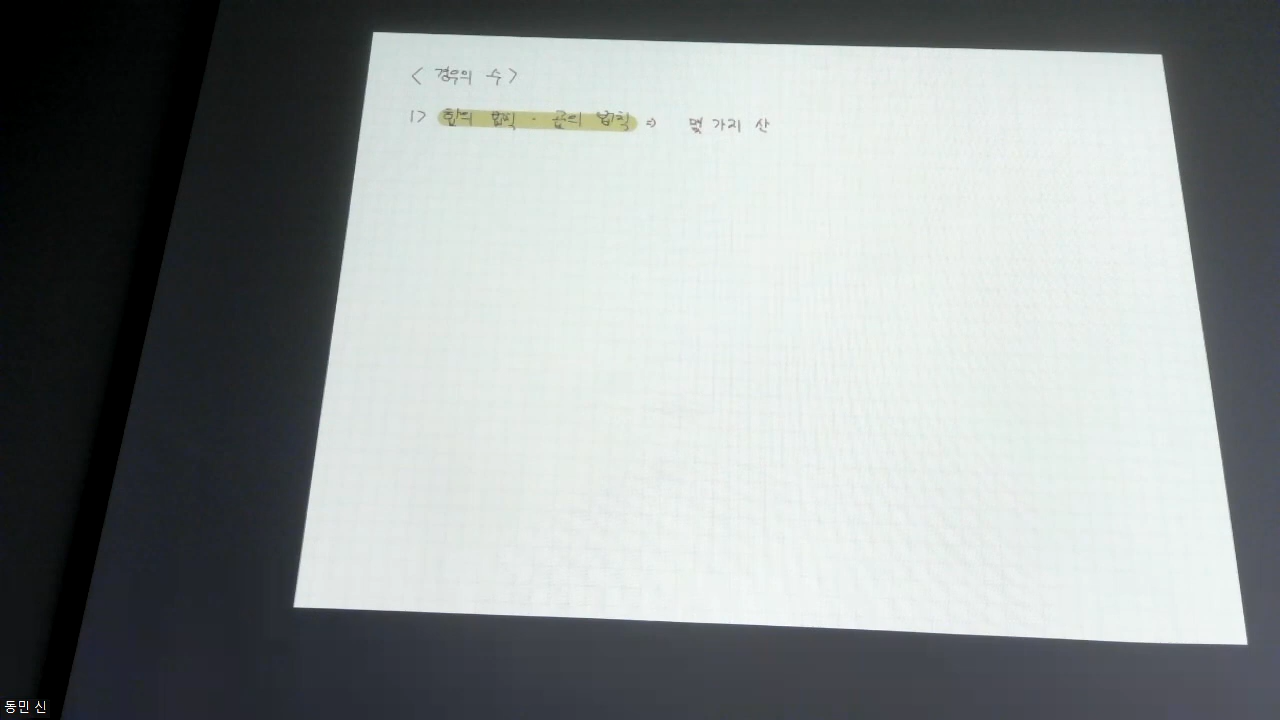 < 경우의 수 >
1> 합의 법칙 · 곱의 법칙 => 몇 가지 산
동민 신